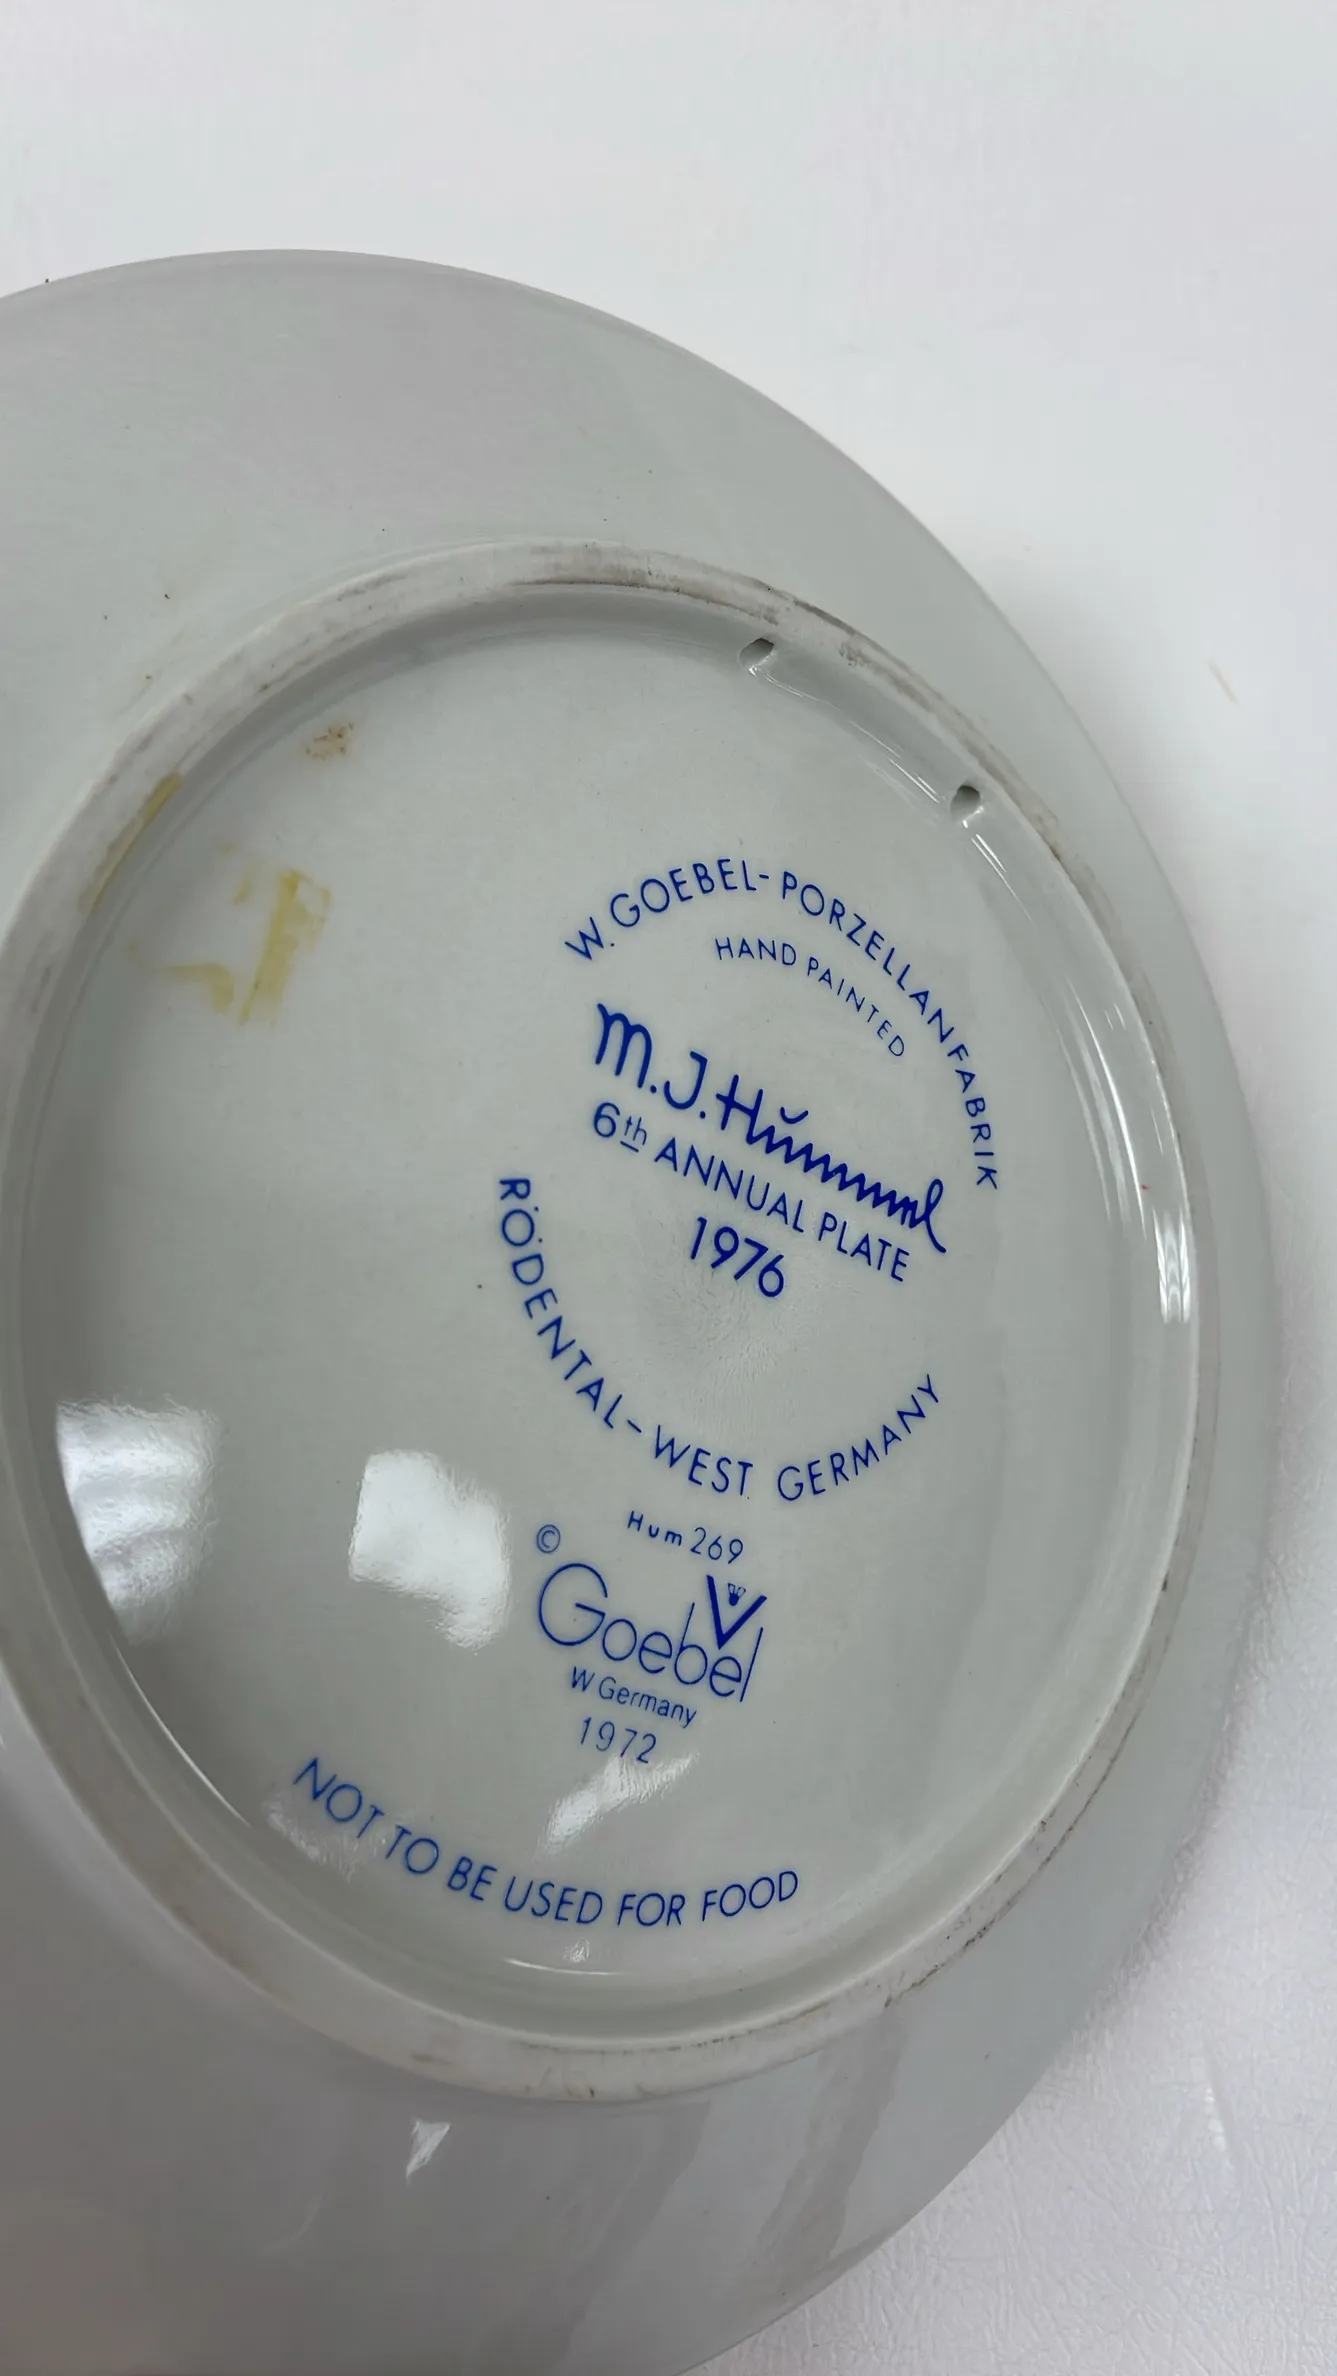 W. GOEBEL-PORZELLANFABRIK
HAND PAINTED
M.J.Hummel
6th ANNUAL PLATE
1976
RÖDENTAL-WEST GERMANY
Hum 269
© Goebel
W Germany
1972
NOT TO BE USED FOR FOOD